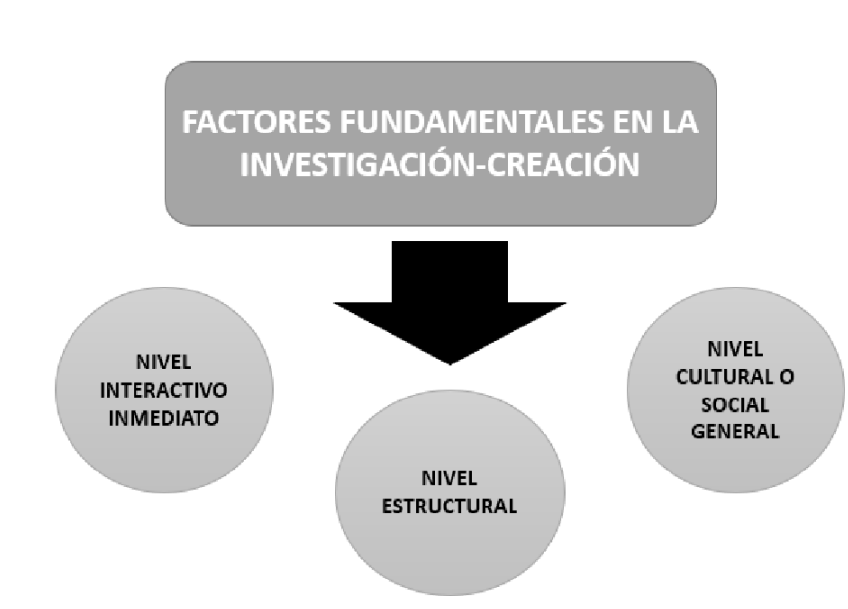 FACTORES FUNDAMENTALES EN LA
INVESTIGACIÓN-CREACIÓN
NIVEL
INTERACTIVO
INMEDIATO
NIVEL
ESTRUCTURAL
NIVEL
CULTURAL O
SOCIAL
GENERAL